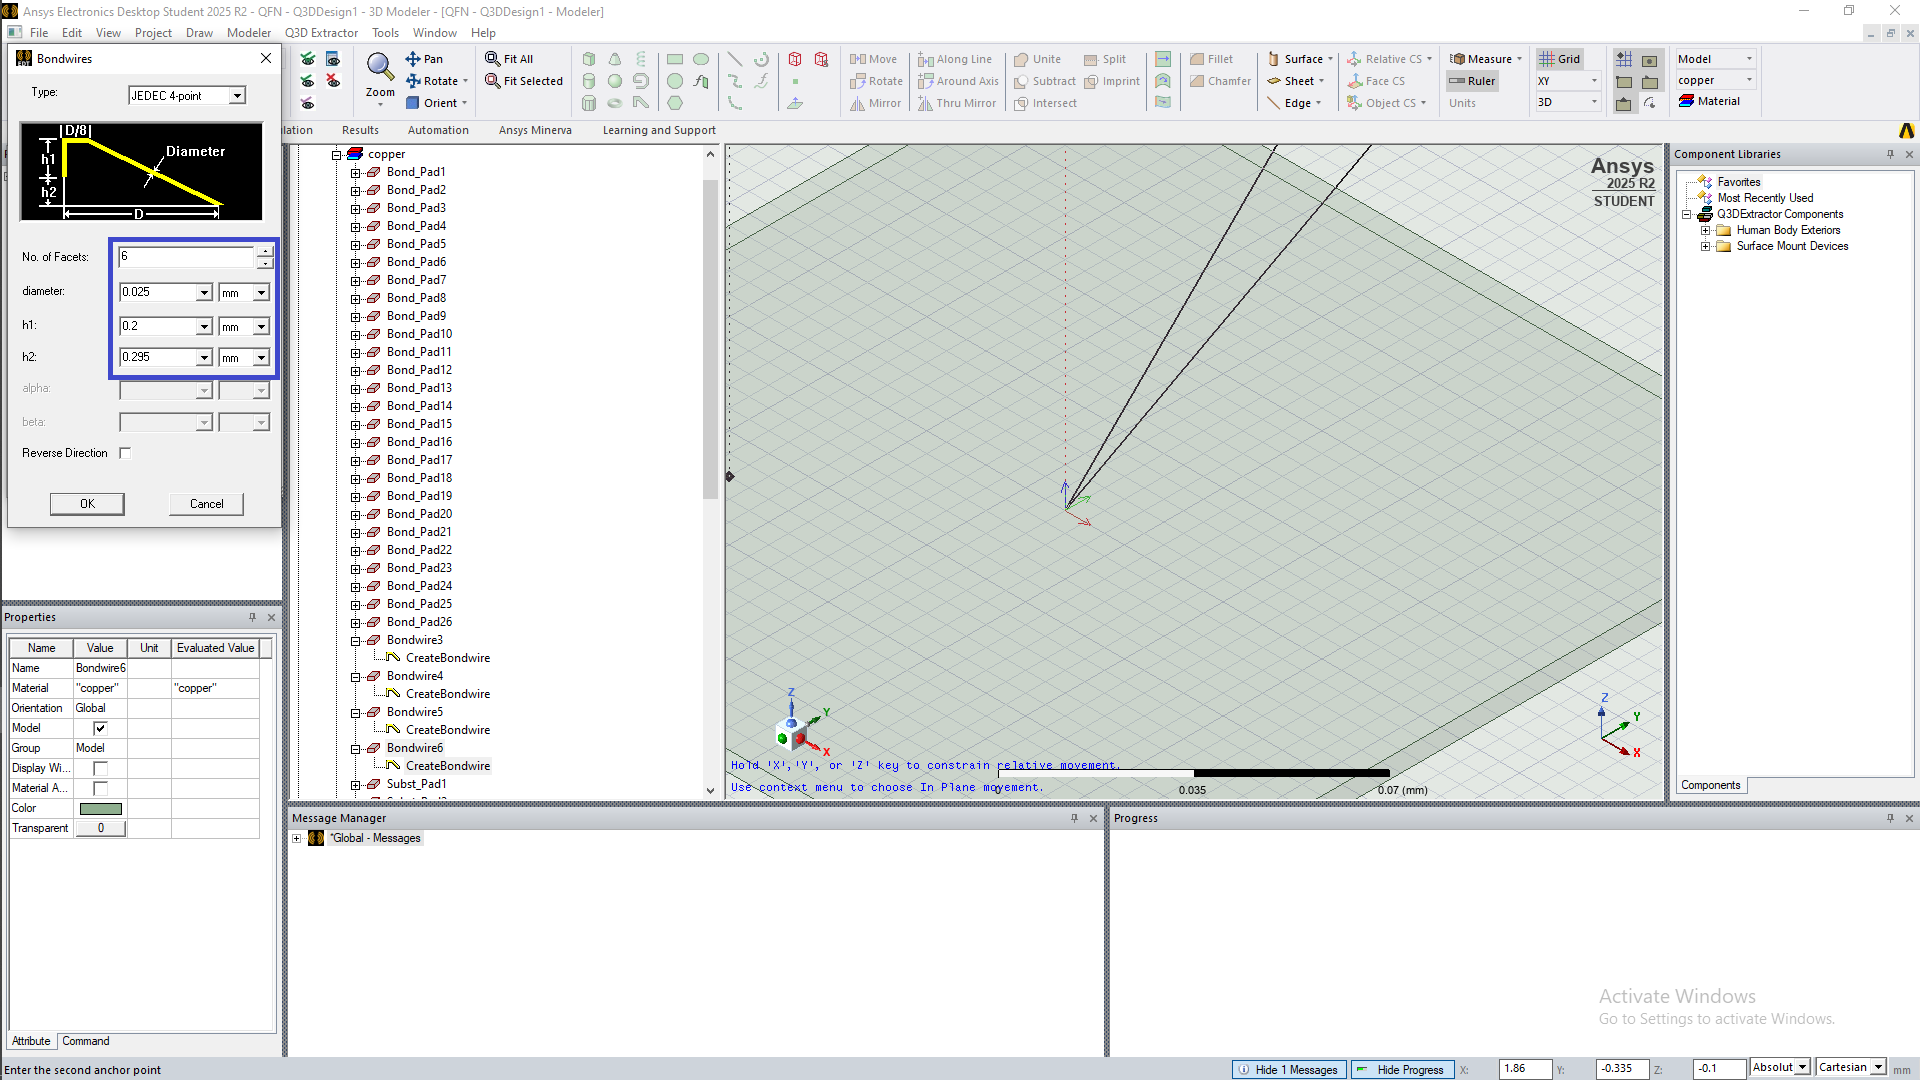 Ansys Electronics Desktop Student 2025 R2 - QFN - Q3DDesign1 - 3D Modeler - [QFN - Q3DDesign1 - Modeler]
File Edit View Project Draw Modeler Q3D Extractor Tools Window Help
Bondwires
Type: JEDEC 4-point
D/8
h1
h2
Diameter
D
No. of Facets: 6
diameter: 0.025 mm
h1: 0.2 mm
h2: 0.295 mm
alpha:
beta:
Reverse Direction
OK Cancel
Zoom
Pan
Rotate
Orient
Fit All
Fit Selected
Move
Rotate
Mirror
Along Line
Around Axis
Thru Mirror
Unite
Subtract
Intersect
Split
Imprint
Fillet
Chamfer
Surface
Sheet
Edge
Relative CS
Face CS
Object CS
Measure
Ruler
Units
Grid
XY
3D
Model
copper
Material
ulation Results Automation Ansys Minerva Learning and Support
copper
Bond_Pad1
Bond_Pad2
Bond_Pad3
Bond_Pad4
Bond_Pad5
Bond_Pad6
Bond_Pad7
Bond_Pad8
Bond_Pad9
Bond_Pad10
Bond_Pad11
Bond_Pad12
Bond_Pad13
Bond_Pad14
Bond_Pad15
Bond_Pad16
Bond_Pad17
Bond_Pad18
Bond_Pad19
Bond_Pad20
Bond_Pad21
Bond_Pad22
Bond_Pad23
Bond_Pad24
Bond_Pad25
Bond_Pad26
Bondwire3
CreateBondwire
Bondwire4
CreateBondwire
Bondwire5
CreateBondwire
Bondwire6
CreateBondwire
Subst_Pad1
Ansys
2025 R2
STUDENT
Z
Y
X
Z
Y
X
Hold 'X','Y', or 'Z' key to constrain relative movement.
Use context menu to choose In Plane movement.
0 0.035 0.07 (mm)
Component Libraries
Favorites
Most Recently Used
Q3DExtractor Components
Human Body Exteriors
Surface Mount Devices
Components
Properties
Name Value Unit Evaluated Value
Name Bondwire6
Material "copper" "copper"
Orientation Global
Model
Group Model
Display Wi...
Material A...
Color
Transparent 0
Attribute Command
Message Manager
*Global - Messages
Progress
Activate Windows
Go to Settings to activate Windows.
Enter the second anchor point
Hide 1 Messages Hide Progress X: 1.86 Y: -0.335 Z: -0.1 Absolut Cartesian mm